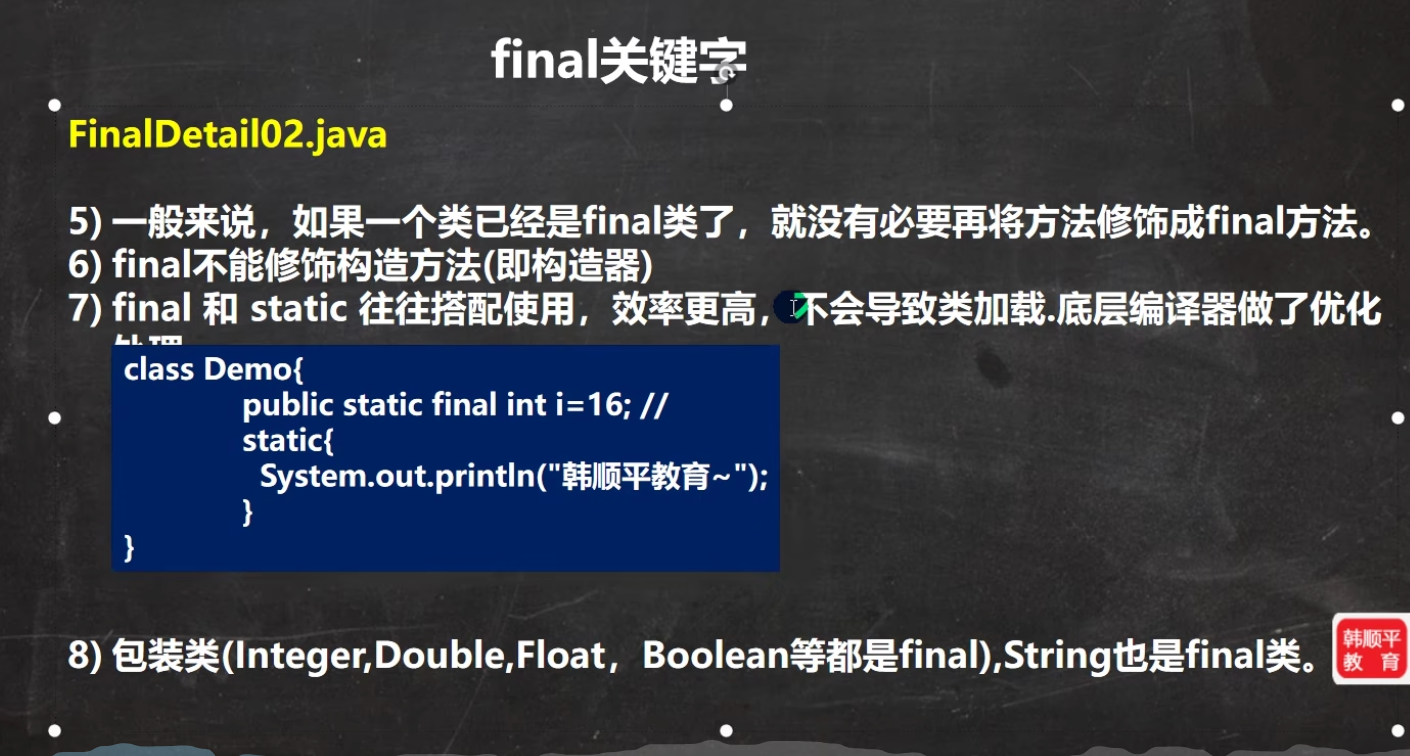 final关键字
FinalDetail02.java
5) 一般来说，如果一个类已经是final类了，就没有必要再将方法修饰成final方法。
6) final不能修饰构造方法(即构造器)
7) final 和 static 往往搭配使用，效率更高，不会导致类加载.底层编译器做了优化
处理
class Demo{
public static final int i=16; //
static{
System.out.println("韩顺平教育~");
}
}
8) 包装类(Integer,Double,Float，Boolean等都是final),String也是final类。
韩顺平
教 育